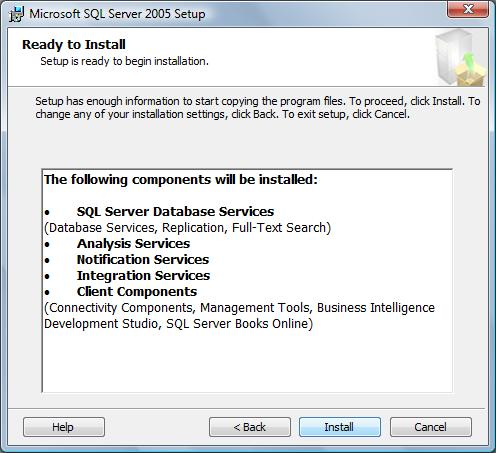 Microsoft SQL Server 2005 Setup
Ready to Install
Setup is ready to begin installation.
Setup has enough information to start copying the program files. To proceed, click Install. To
change any of your installation settings, click Back. To exit setup, click Cancel.
The following components will be installed:
• SQL Server Database Services
(Database Services, Replication, Full-Text Search)
• Analysis Services
• Notification Services
• Integration Services
• Client Components
(Connectivity Components, Management Tools, Business Intelligence
Development Studio, SQL Server Books Online)
Help
< Back
Install
Cancel